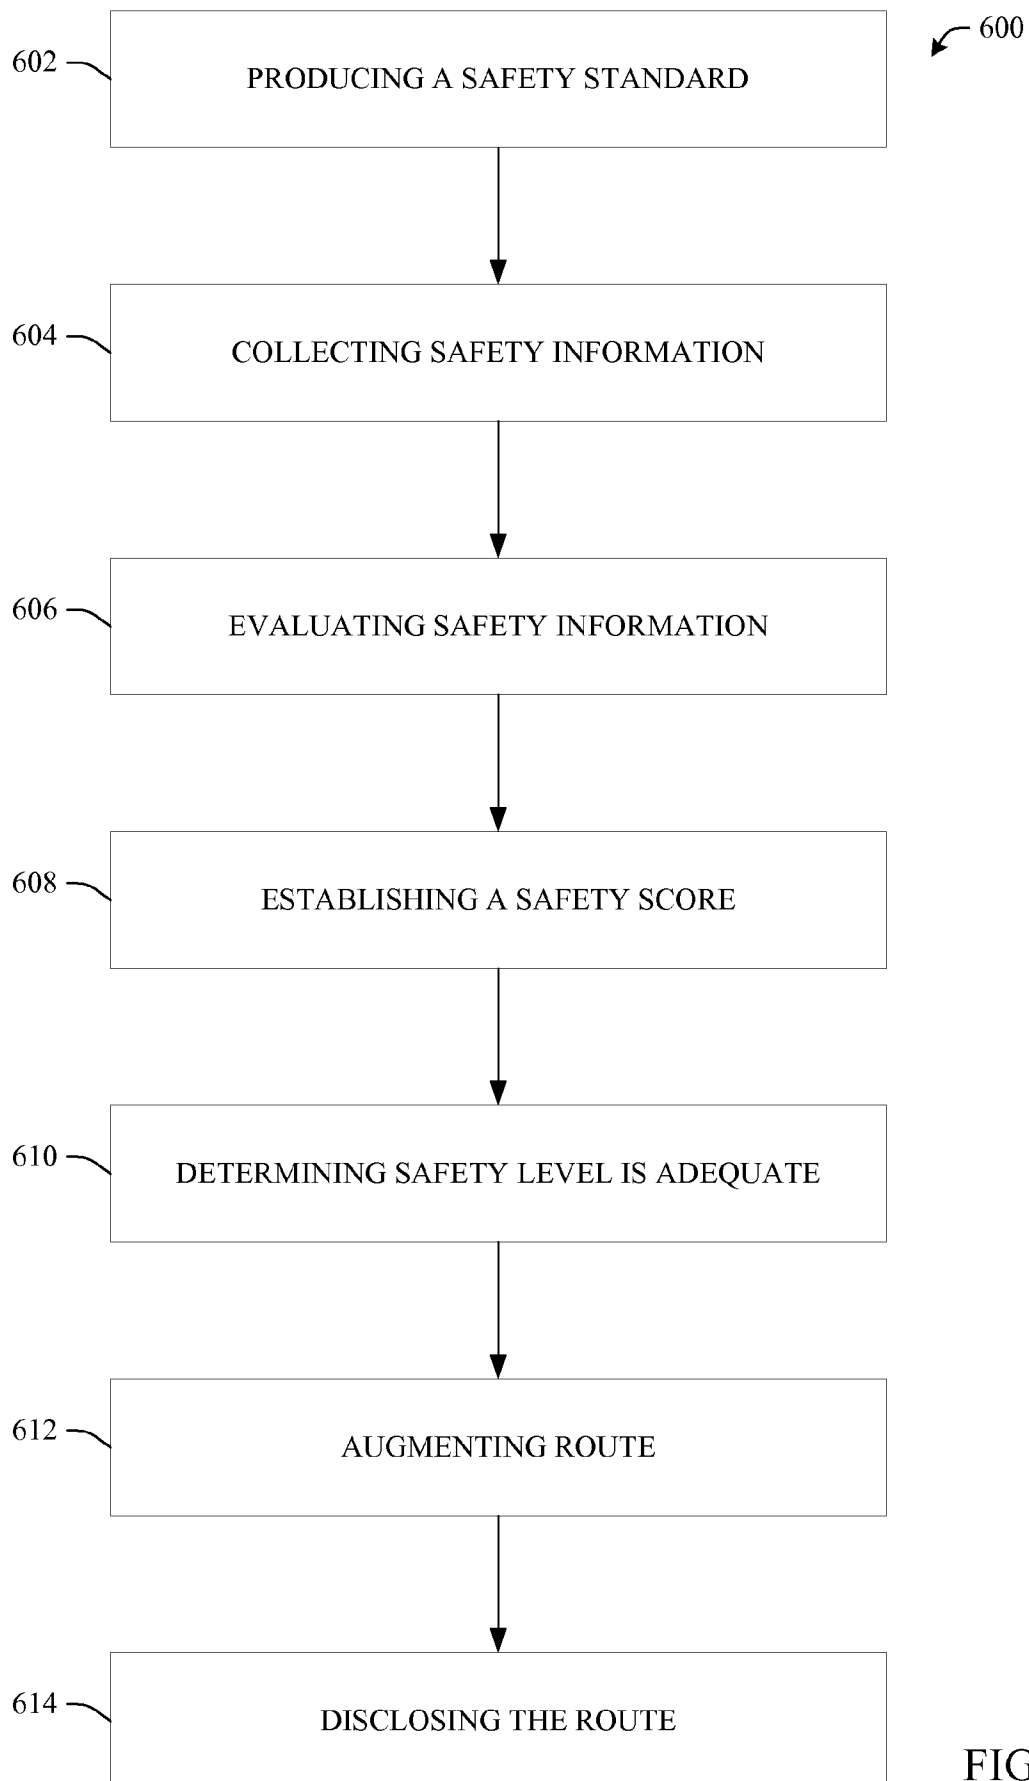 600
602
PRODUCING A SAFETY STANDARD
604
COLLECTING SAFETY INFORMATION
606
EVALUATING SAFETY INFORMATION
608
ESTABLISHING A SAFETY SCORE
610
DETERMINING SAFETY LEVEL IS ADEQUATE
612
AUGMENTING ROUTE
614
DISCLOSING THE ROUTE
FIG